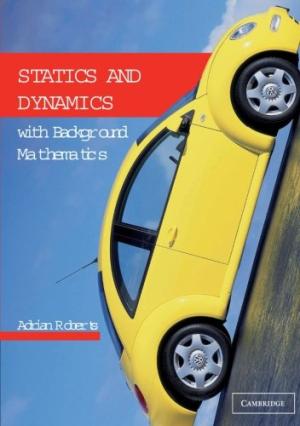 STATICS AND
DYNAMICS
with Background
Mathematics
Adrian Roberts
CAMBRIDGE